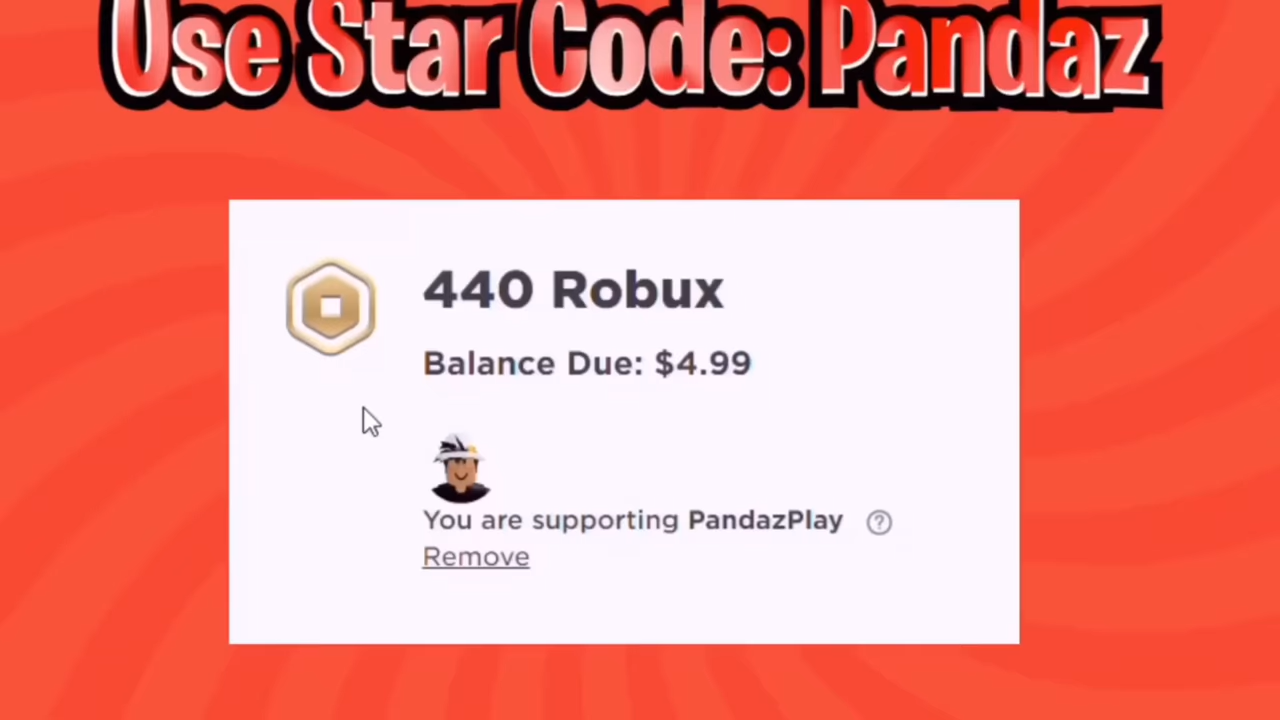 Use Star Code: Pandaz
440 Robux
Balance Due: $4.99
You are supporting PandazPlay ?
Remove